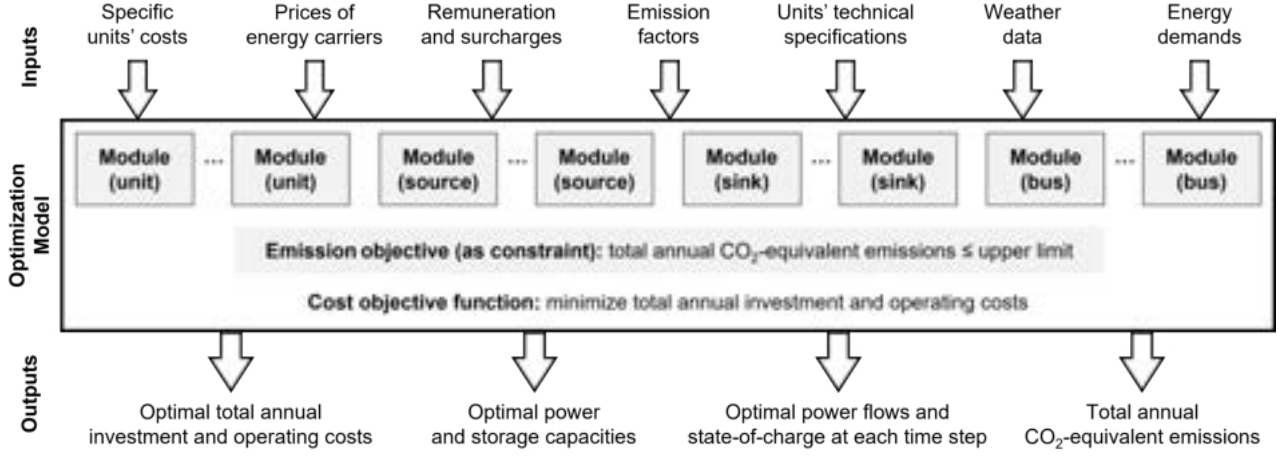 Inputs
Specific
units' costs
Prices of
energy carriers
Remuneration
and surcharges
Emission
factors
Units' technical
specifications
Weather
data
Energy
demands
Optimization
Model
Module
(unit)
...
Module
(unit)
Module
(source)
...
Module
(source)
Module
(sink)
...
Module
(sink)
Module
(bus)
...
Module
(bus)
Emission objective (as constraint): total annual CO₂-equivalent emissions ≤ upper limit
Cost objective function: minimize total annual investment and operating costs
Outputs
Optimal total annual
investment and operating costs
Optimal power
and storage capacities
Optimal power flows and
state-of-charge at each time step
Total annual
CO₂-equivalent emissions